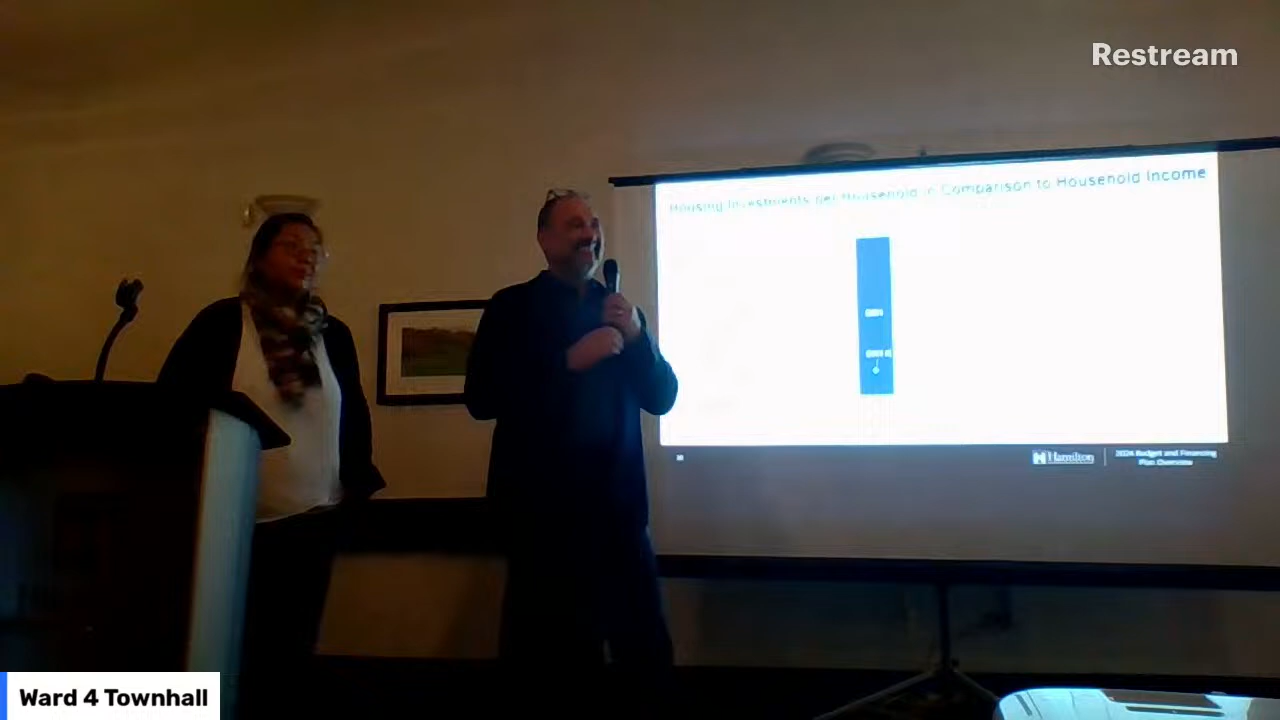 Restream
Housing Investments per Household in Comparison to Household Income
Hamilton
2024 Budget and Financing
Plan Overview
Ward 4 Townhall